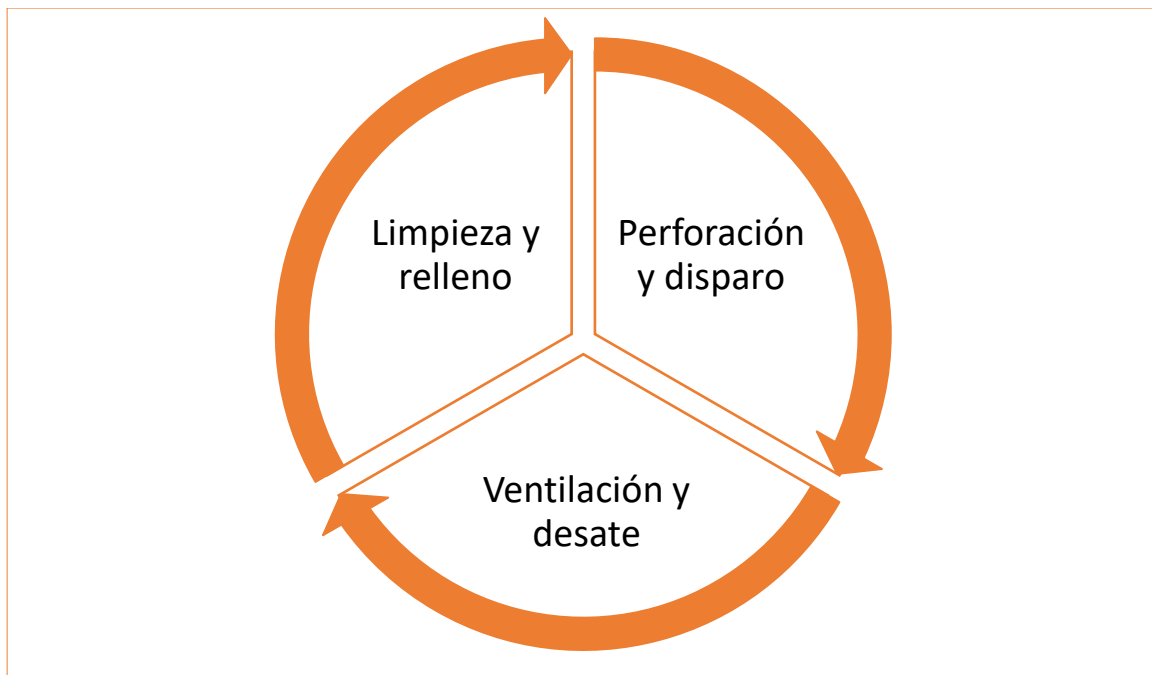 Limpieza y
relleno
Perforación
y disparo
Ventilación y
desate